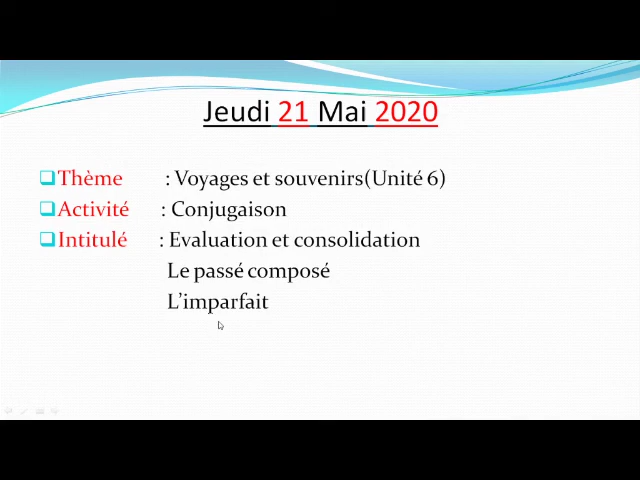 Jeudi 21 Mai 2020
Thème : Voyages et souvenirs(Unité 6)
Activité : Conjugaison
Intitulé : Evaluation et consolidation
Le passé composé
L'imparfait